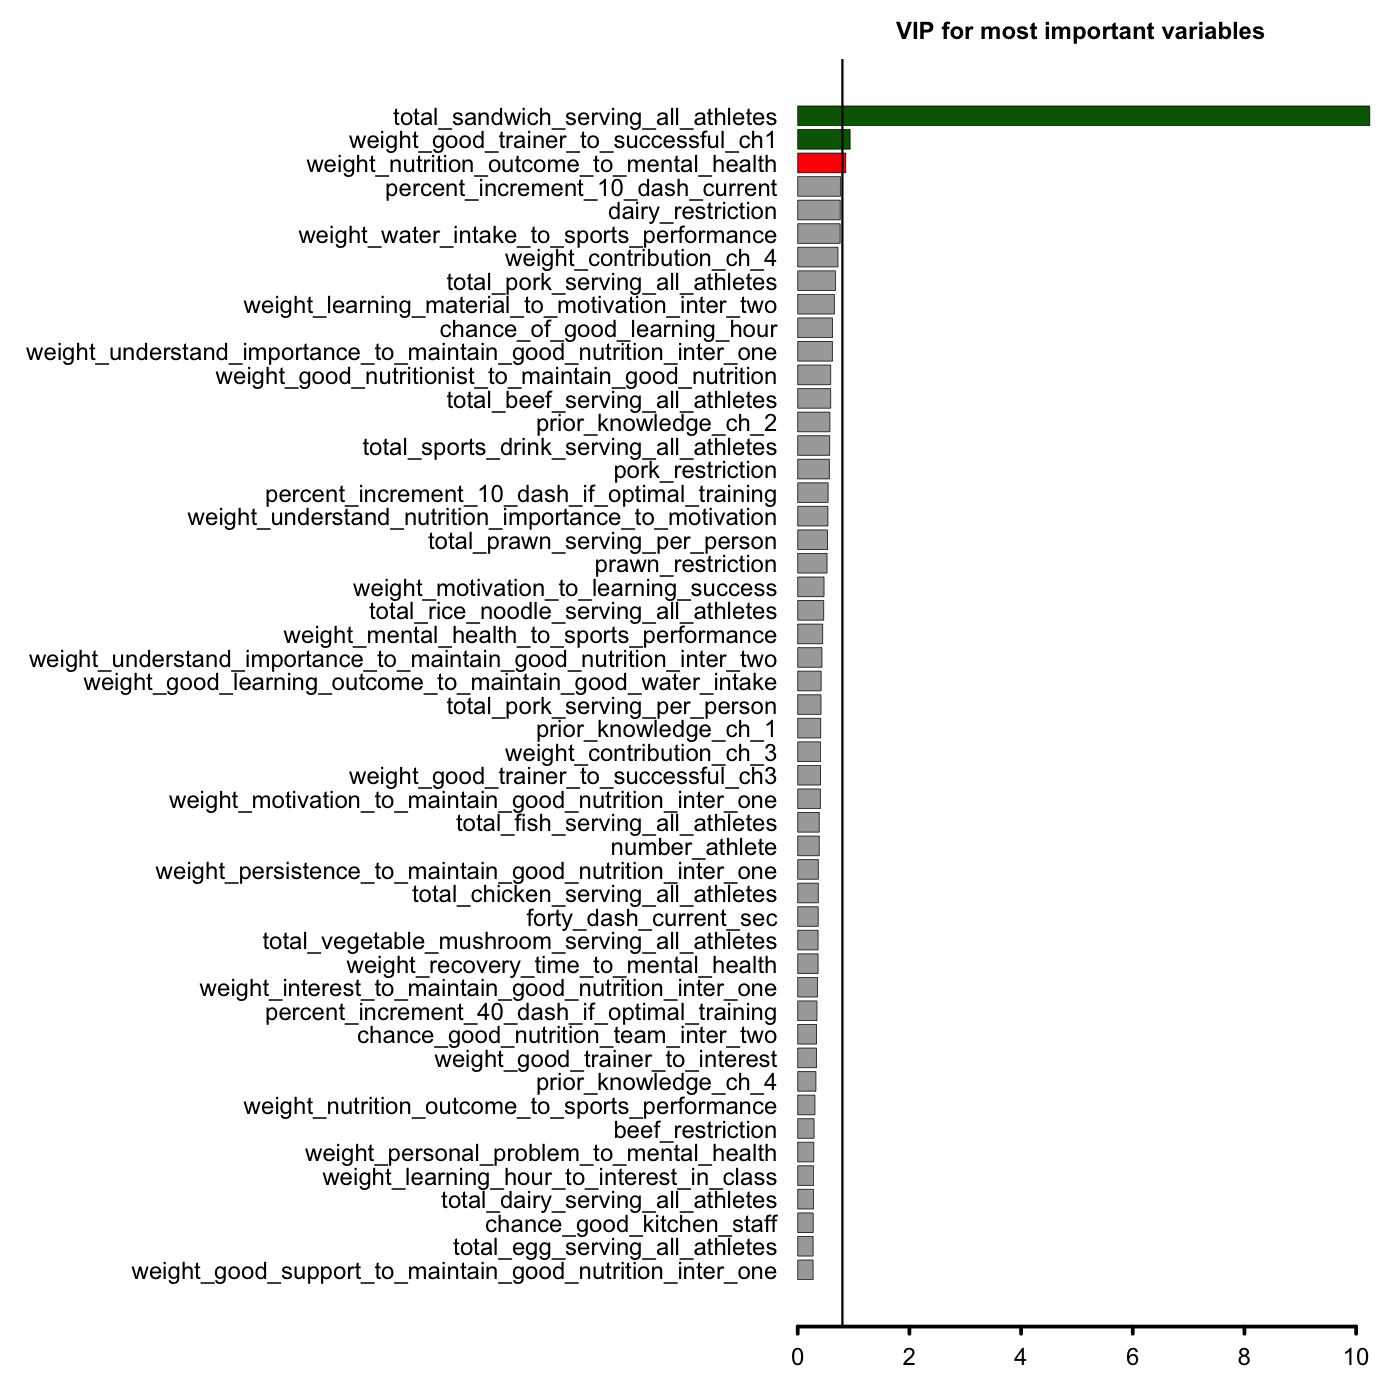 VIP for most important variables
total_sandwich_serving_all_athletes
weight_good_trainer_to_successful_ch1
weight_nutrition_outcome_to_mental_health
percent_increment_10_dash_current
dairy_restriction
weight_water_intake_to_sports_performance
weight_contribution_ch_4
total_pork_serving_all_athletes
weight_learning_material_to_motivation_inter_two
chance_of_good_learning_hour
weight_understand_importance_to_maintain_good_nutrition_inter_one
weight_good_nutritionist_to_maintain_good_nutrition
total_beef_serving_all_athletes
prior_knowledge_ch_2
total_sports_drink_serving_all_athletes
pork_restriction
percent_increment_10_dash_if_optimal_training
weight_understand_nutrition_importance_to_motivation
total_prawn_serving_per_person
prawn_restriction
weight_motivation_to_learning_success
total_rice_noodle_serving_all_athletes
weight_mental_health_to_sports_performance
weight_understand_importance_to_maintain_good_nutrition_inter_two
weight_good_learning_outcome_to_maintain_good_water_intake
total_pork_serving_per_person
prior_knowledge_ch_1
weight_contribution_ch_3
weight_good_trainer_to_successful_ch3
weight_motivation_to_maintain_good_nutrition_inter_one
total_fish_serving_all_athletes
number_athlete
weight_persistence_to_maintain_good_nutrition_inter_one
total_chicken_serving_all_athletes
forty_dash_current_sec
total_vegetable_mushroom_serving_all_athletes
weight_recovery_time_to_mental_health
weight_interest_to_maintain_good_nutrition_inter_one
percent_increment_40_dash_if_optimal_training
chance_good_nutrition_team_inter_two
weight_good_trainer_to_interest
prior_knowledge_ch_4
weight_nutrition_outcome_to_sports_performance
beef_restriction
weight_personal_problem_to_mental_health
weight_learning_hour_to_interest_in_class
total_dairy_serving_all_athletes
chance_good_kitchen_staff
total_egg_serving_all_athletes
weight_good_support_to_maintain_good_nutrition_inter_one
0 2 4 6 8 10